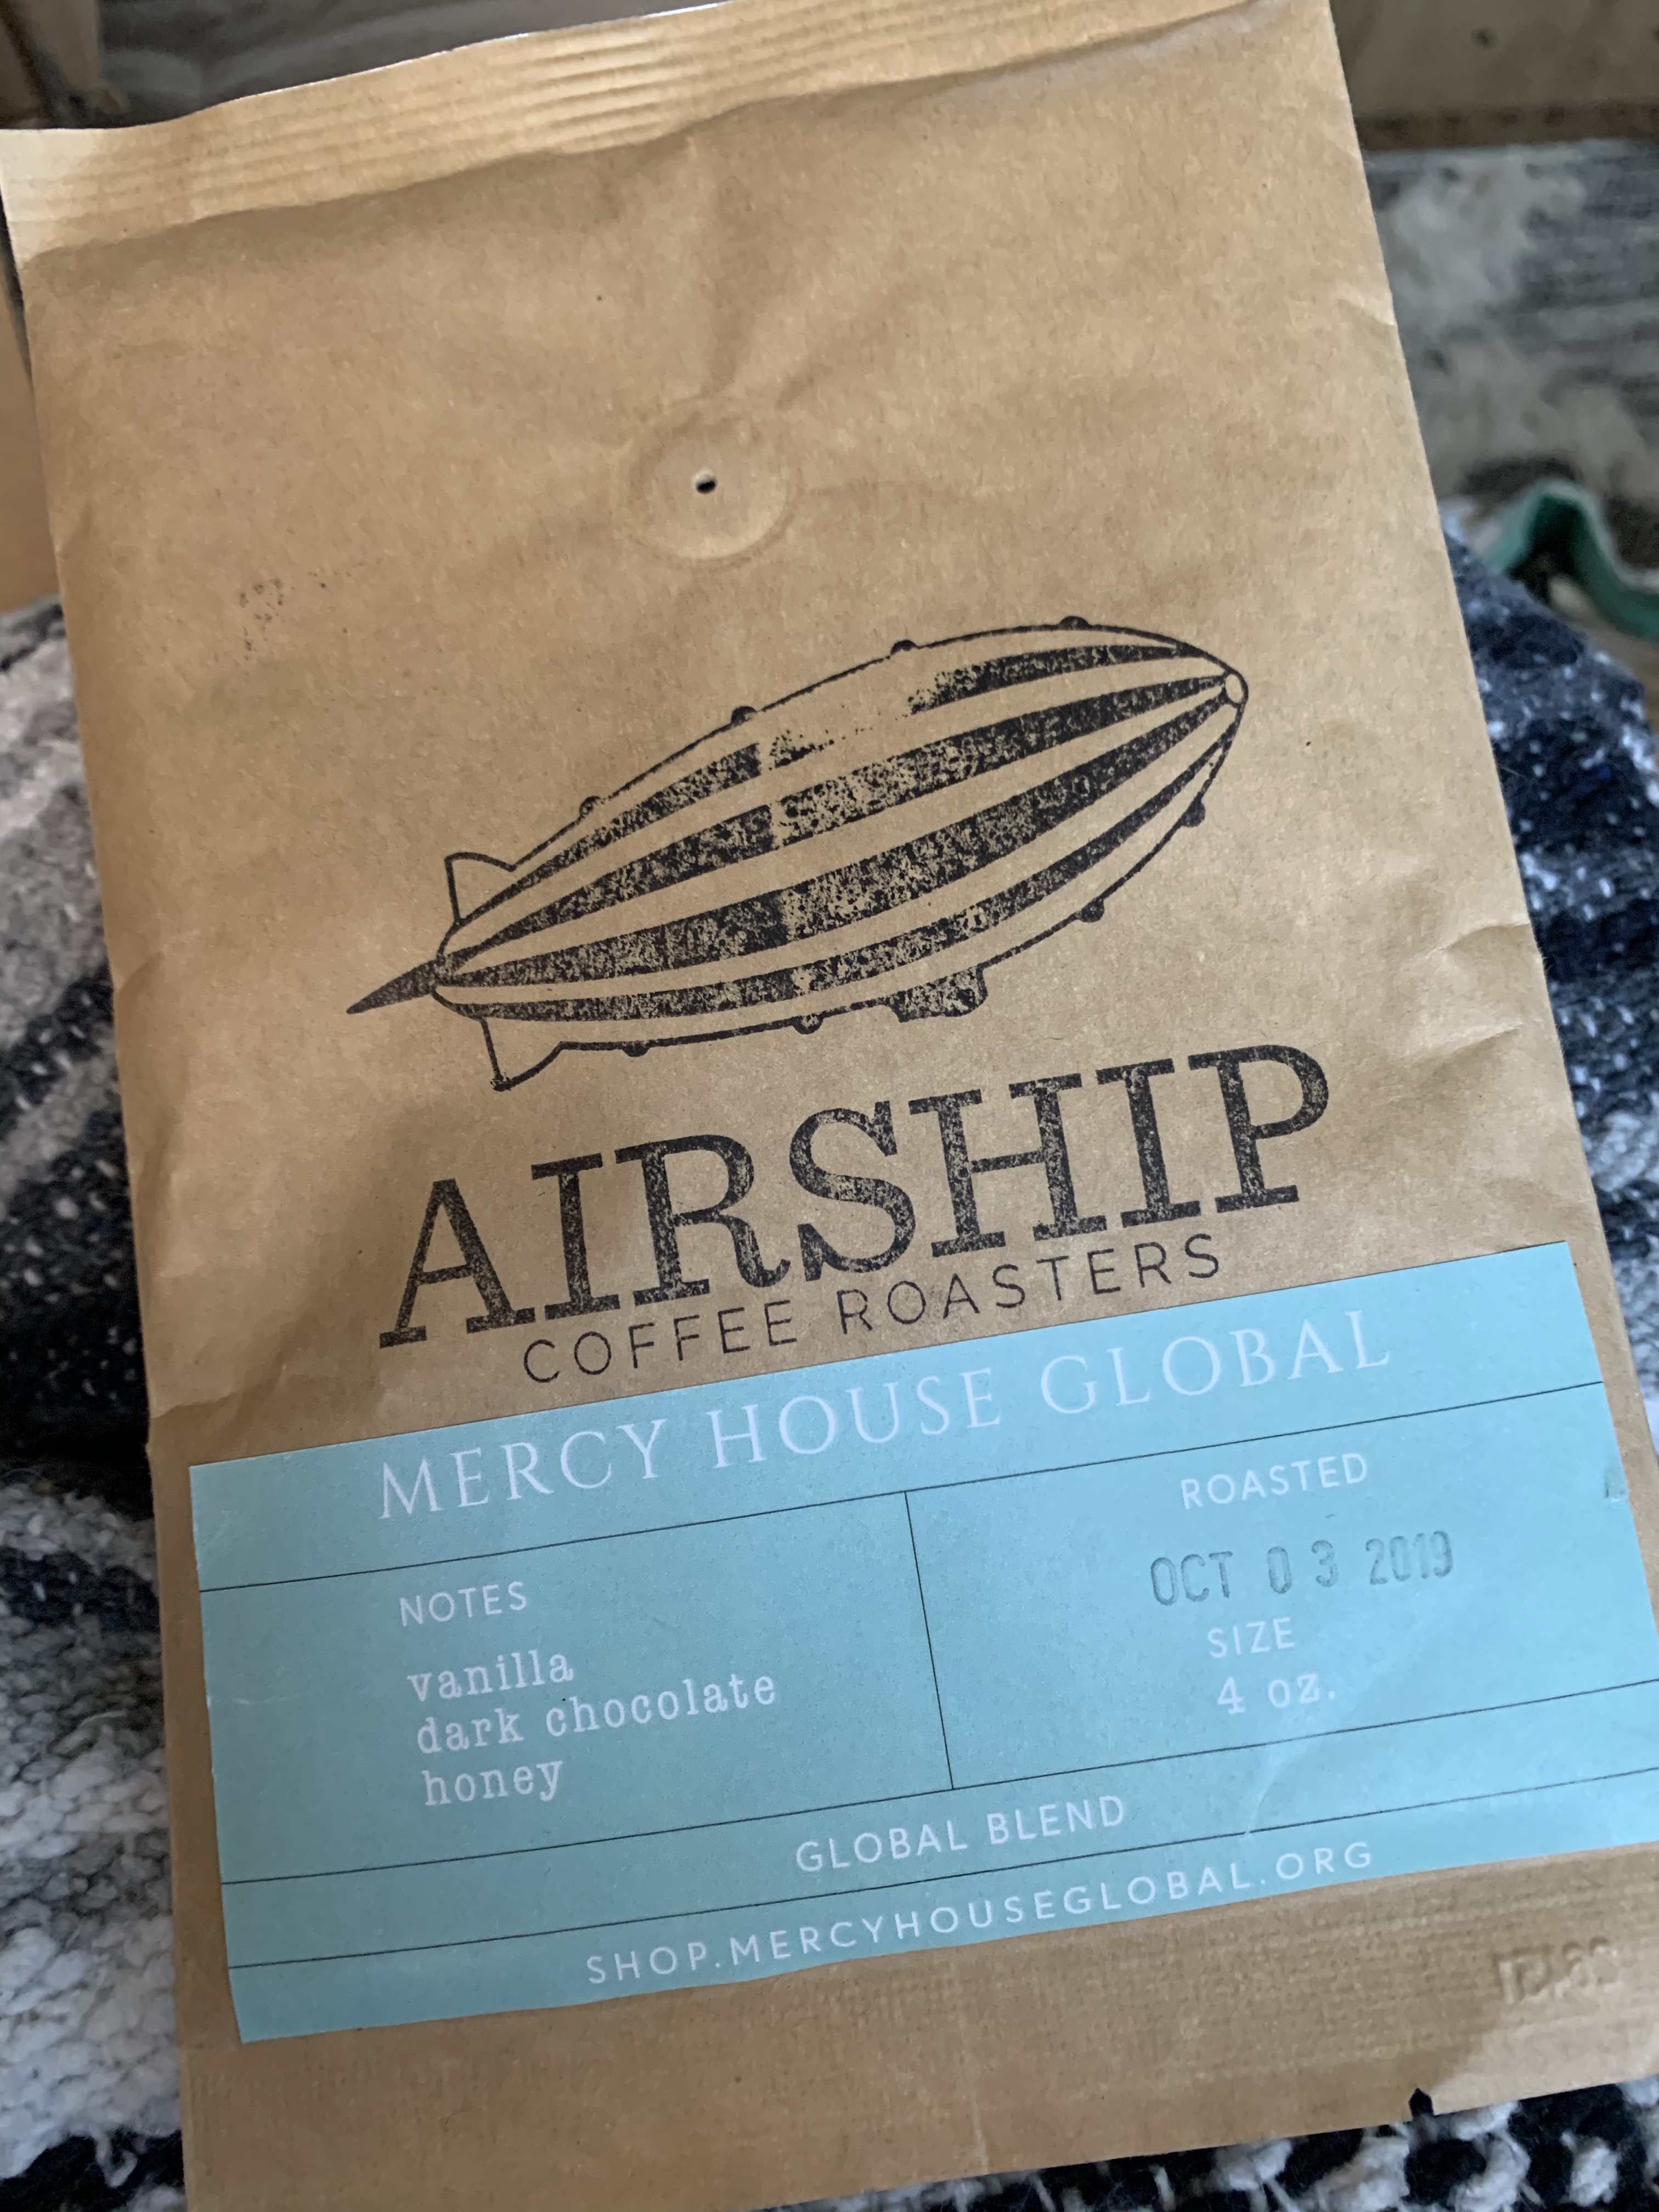 AIRSHIP
COFFEE ROASTERS
MERCY HOUSE GLOBAL
NOTES
vanilla
dark chocolate
honey
ROASTED
OCT 03 2019
SIZE
4 oz.
GLOBAL BLEND
SHOP.MERCYHOUSEGLOBAL.ORG